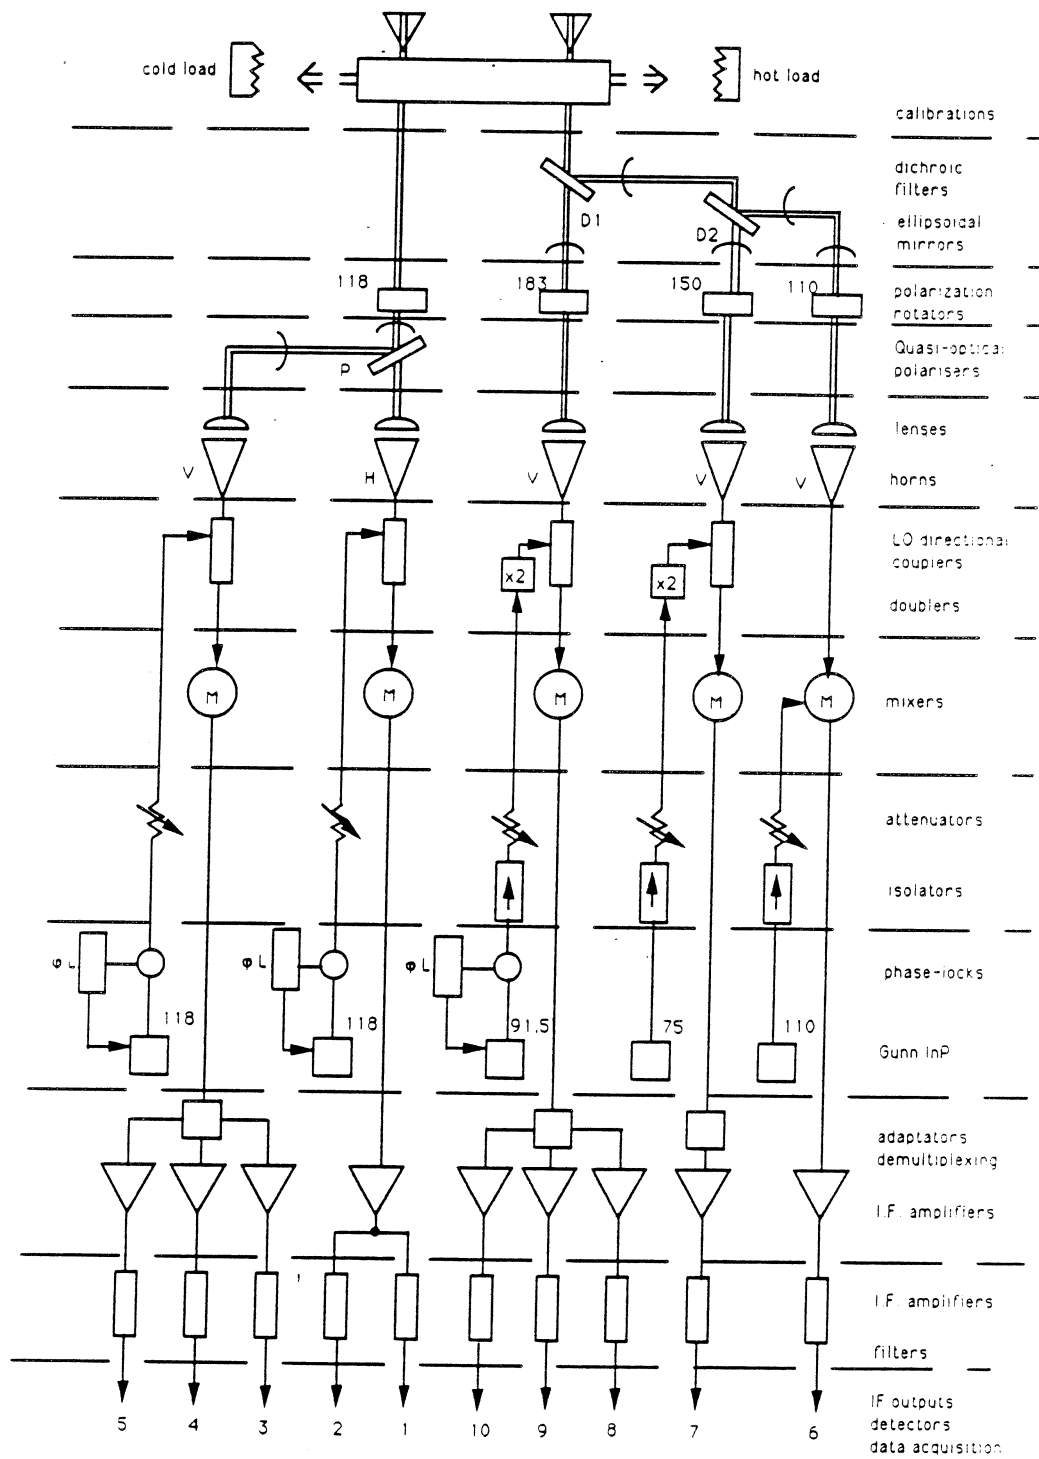 cold load
hot load
calibrations
dichroic
filters
D1
D2
ellipsoidal
mirrors
118
183
150
110
polarization
rotators
P
Quasi-optical
polarisers
lenses
V
H
V
V
V
horns
LO directional
couplers
x2
x2
doublers
M
M
M
M
M
mixers
attenuators
isolators
φL
φL
φL
phase-locks
118
118
91,5
75
110
Gunn InP
adaptators
demultiplexing
I.F. amplifiers
I.F. amplifiers
filters
5
4
3
2
1
10
9
8
7
6
IF outputs
detectors
data acquisition